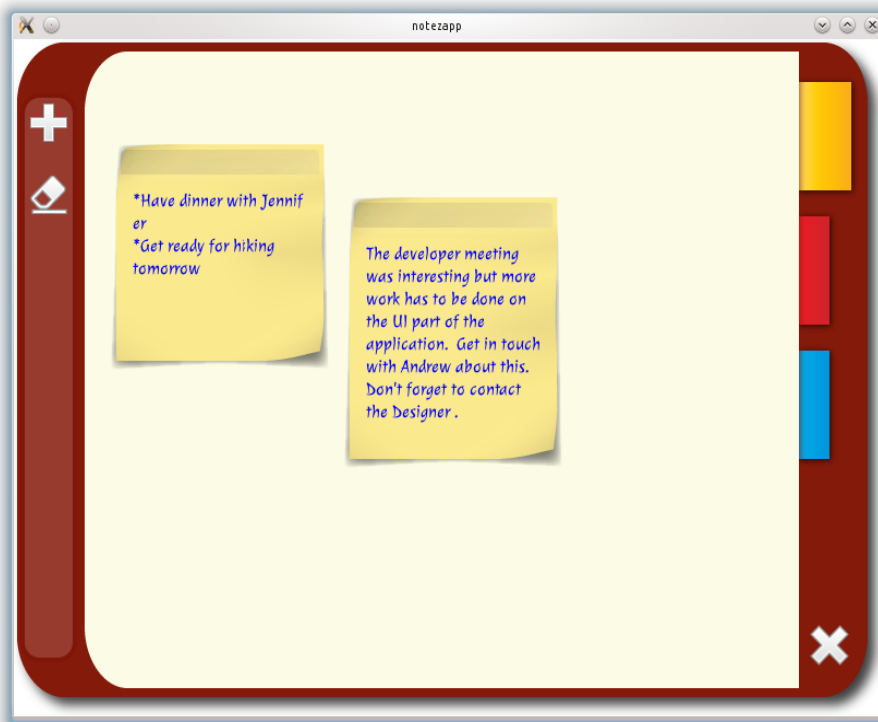 notezapp
*Have dinner with Jennif
er
*Get ready for hiking
tomorrow
The developer meeting
was interesting but more
work has to be done on
the UI part of the
application.  Get in touch
with Andrew about this.
Don't forget to contact
the Designer .